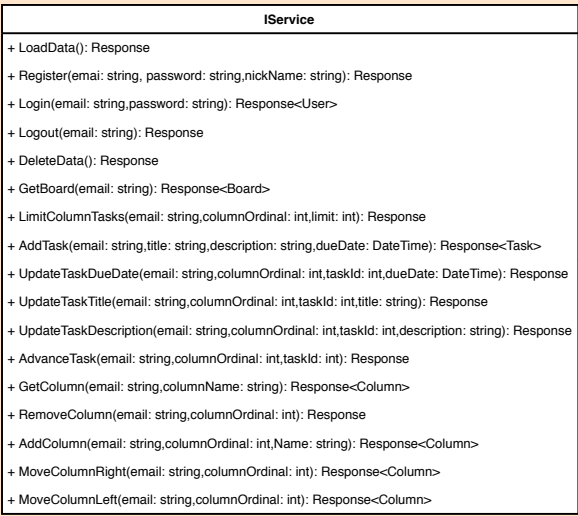 IService
+ LoadData(): Response
+ Register(emai: string, password: string,nickName: string): Response
+ Login(email: string,password: string): Response<User>
+ Logout(email: string): Response
+ DeleteData(): Response
+ GetBoard(email: string): Response<Board>
+ LimitColumnTasks(email: string,columnOrdinal: int,limit: int): Response
+ AddTask(email: string,title: string,description: string,dueDate: DateTime): Response<Task>
+ UpdateTaskDueDate(email: string,columnOrdinal: int,taskId: int,dueDate: DateTime): Response
+ UpdateTaskTitle(email: string,columnOrdinal: int,taskId: int,title: string): Response
+ UpdateTaskDescription(email: string,columnOrdinal: int,taskId: int,description: string): Response
+ AdvanceTask(email: string,columnOrdinal: int,taskId: int): Response
+ GetColumn(email: string,columnName: string): Response<Column>
+ RemoveColumn(email: string,columnOrdinal: int): Response
+ AddColumn(email: string,columnOrdinal: int,Name: string): Response<Column>
+ MoveColumnRight(email: string,columnOrdinal: int): Response<Column>
+ MoveColumnLeft(email: string,columnOrdinal: int): Response<Column>